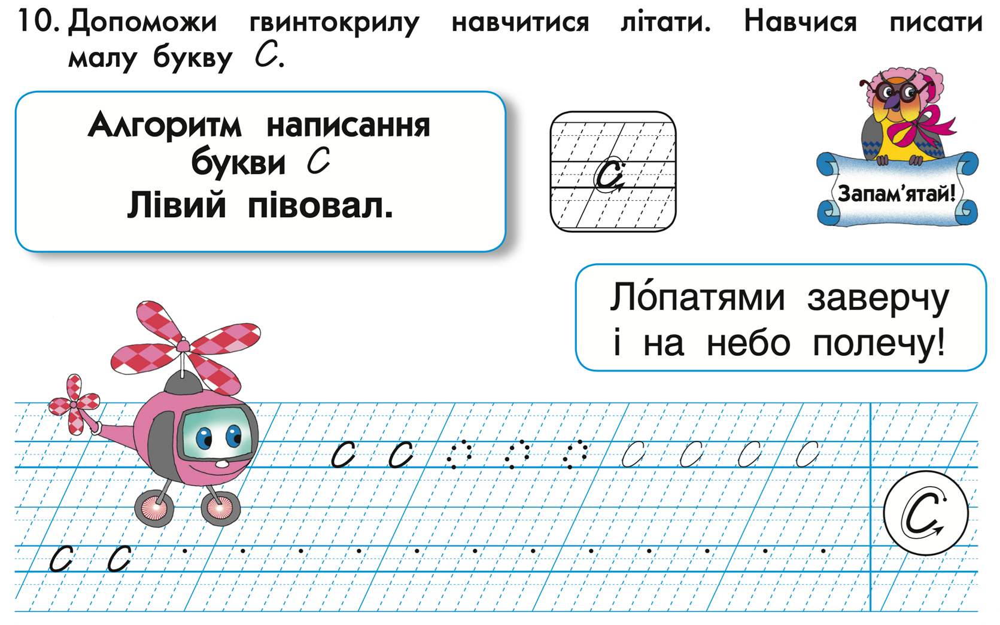 10. Допоможи гвинтокрилу навчитися літати. Навчися писати
малу букву с.
Алгоритм написання
букви с
Лівий півовал.
с
Запам’ятай!
Ло́патями заверчу
і на небо полечу!
с с с с с с с с с
с
с с